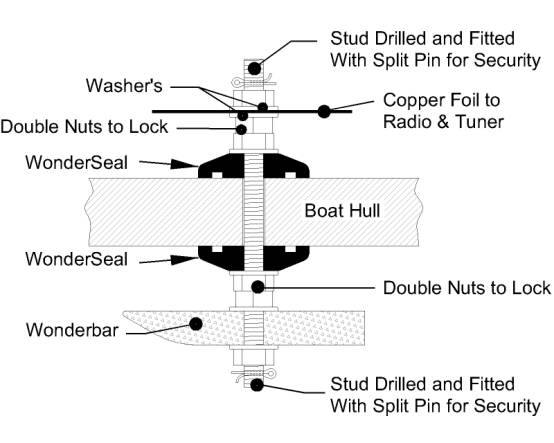 Stud Drilled and Fitted
With Split Pin for Security
Washer's
Copper Foil to
Radio & Tuner
Double Nuts to Lock
WonderSeal
Boat Hull
WonderSeal
Double Nuts to Lock
Wonderbar
Stud Drilled and Fitted
With Split Pin for Security